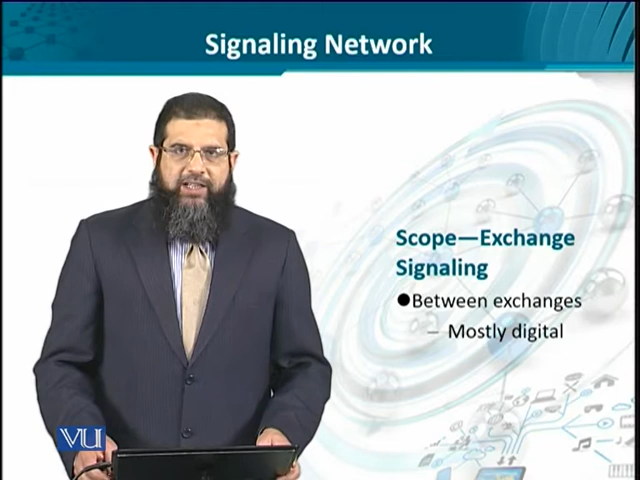 Signaling Network
Scope—Exchange
Signaling
●Between exchanges
– Mostly digital
VU